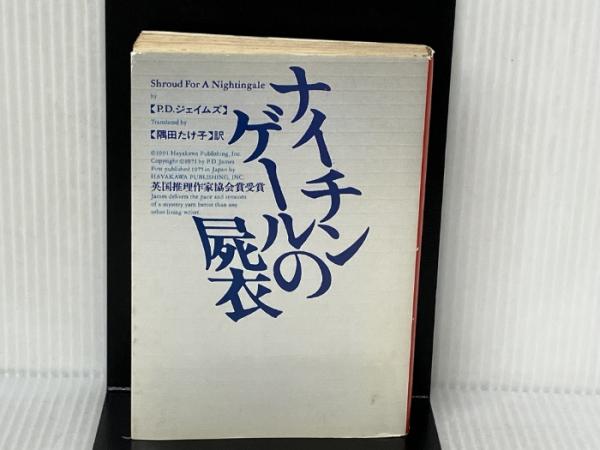 Shroud For A Nightingale
by
【P.D.ジェイムズ】
Translated by
【隅田たけ子】訳
©1991 Hayakawa Publishing, Inc.
Copyright ©1971 by P.D. James
First published 1975 in Japan by
HAYAKAWA PUBLISHING, INC.
英国推理作家協会賞受賞
James delivers the pace and tensions
of a mystery yarn better than any
other living writer.
ナイチン
ゲールの
屍衣